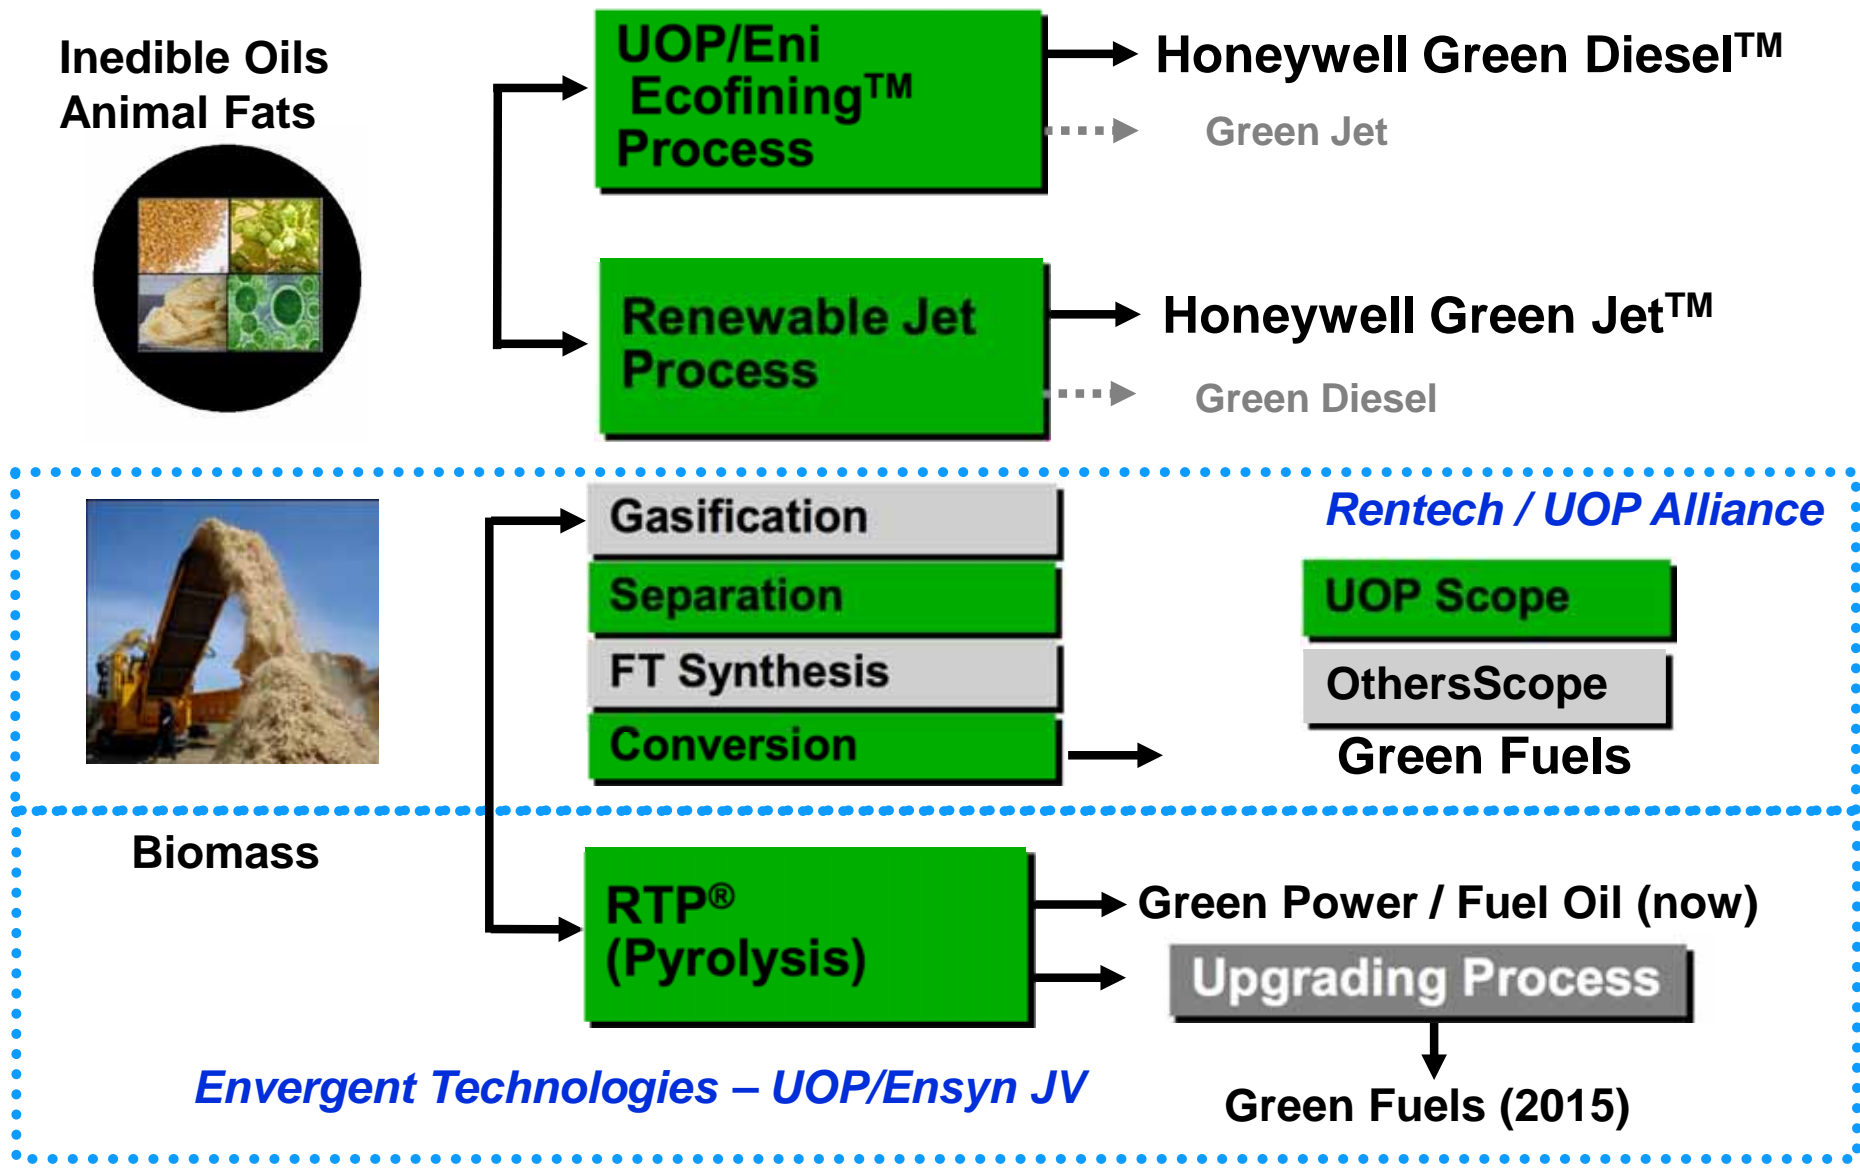 Inedible Oils
Animal Fats
UOP/Eni
Ecofining™
Process
Honeywell Green Diesel™
Green Jet
Renewable Jet
Process
Honeywell Green Jet™
Green Diesel
Gasification
Separation
FT Synthesis
Conversion
Rentech / UOP Alliance
UOP Scope
OthersScope
Green Fuels
Biomass
RTP®
(Pyrolysis)
Green Power / Fuel Oil (now)
Upgrading Process
Green Fuels (2015)
Envergent Technologies – UOP/Ensyn JV